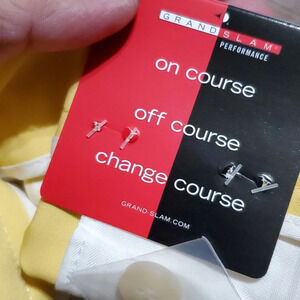 GRAND SLAM®
PERFORMANCE
on course
off course
change course
GRAND-SLAM.COM